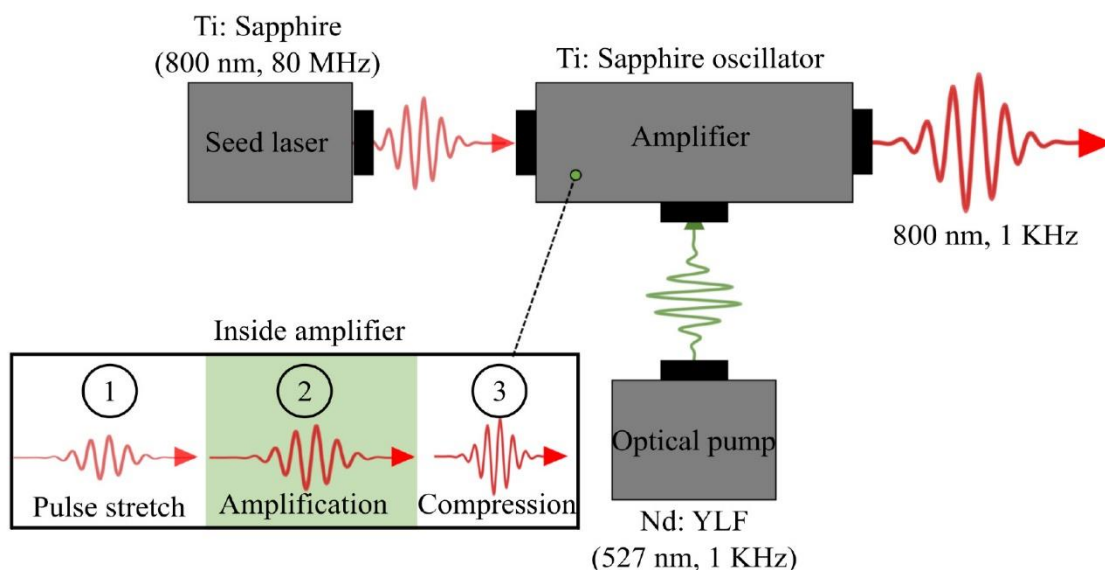 Ti: Sapphire
(800 nm, 80 MHz)
Seed laser
Ti: Sapphire oscillator
Amplifier
800 nm, 1 KHz
Inside amplifier
1
2
3
Pulse stretch
Amplification
Compression
Optical pump
Nd: YLF
(527 nm, 1 KHz)